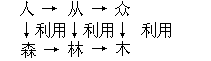 人 → 从 → 众
↓利用 ↓利用 ↓ 利用
森 → 林 → 木